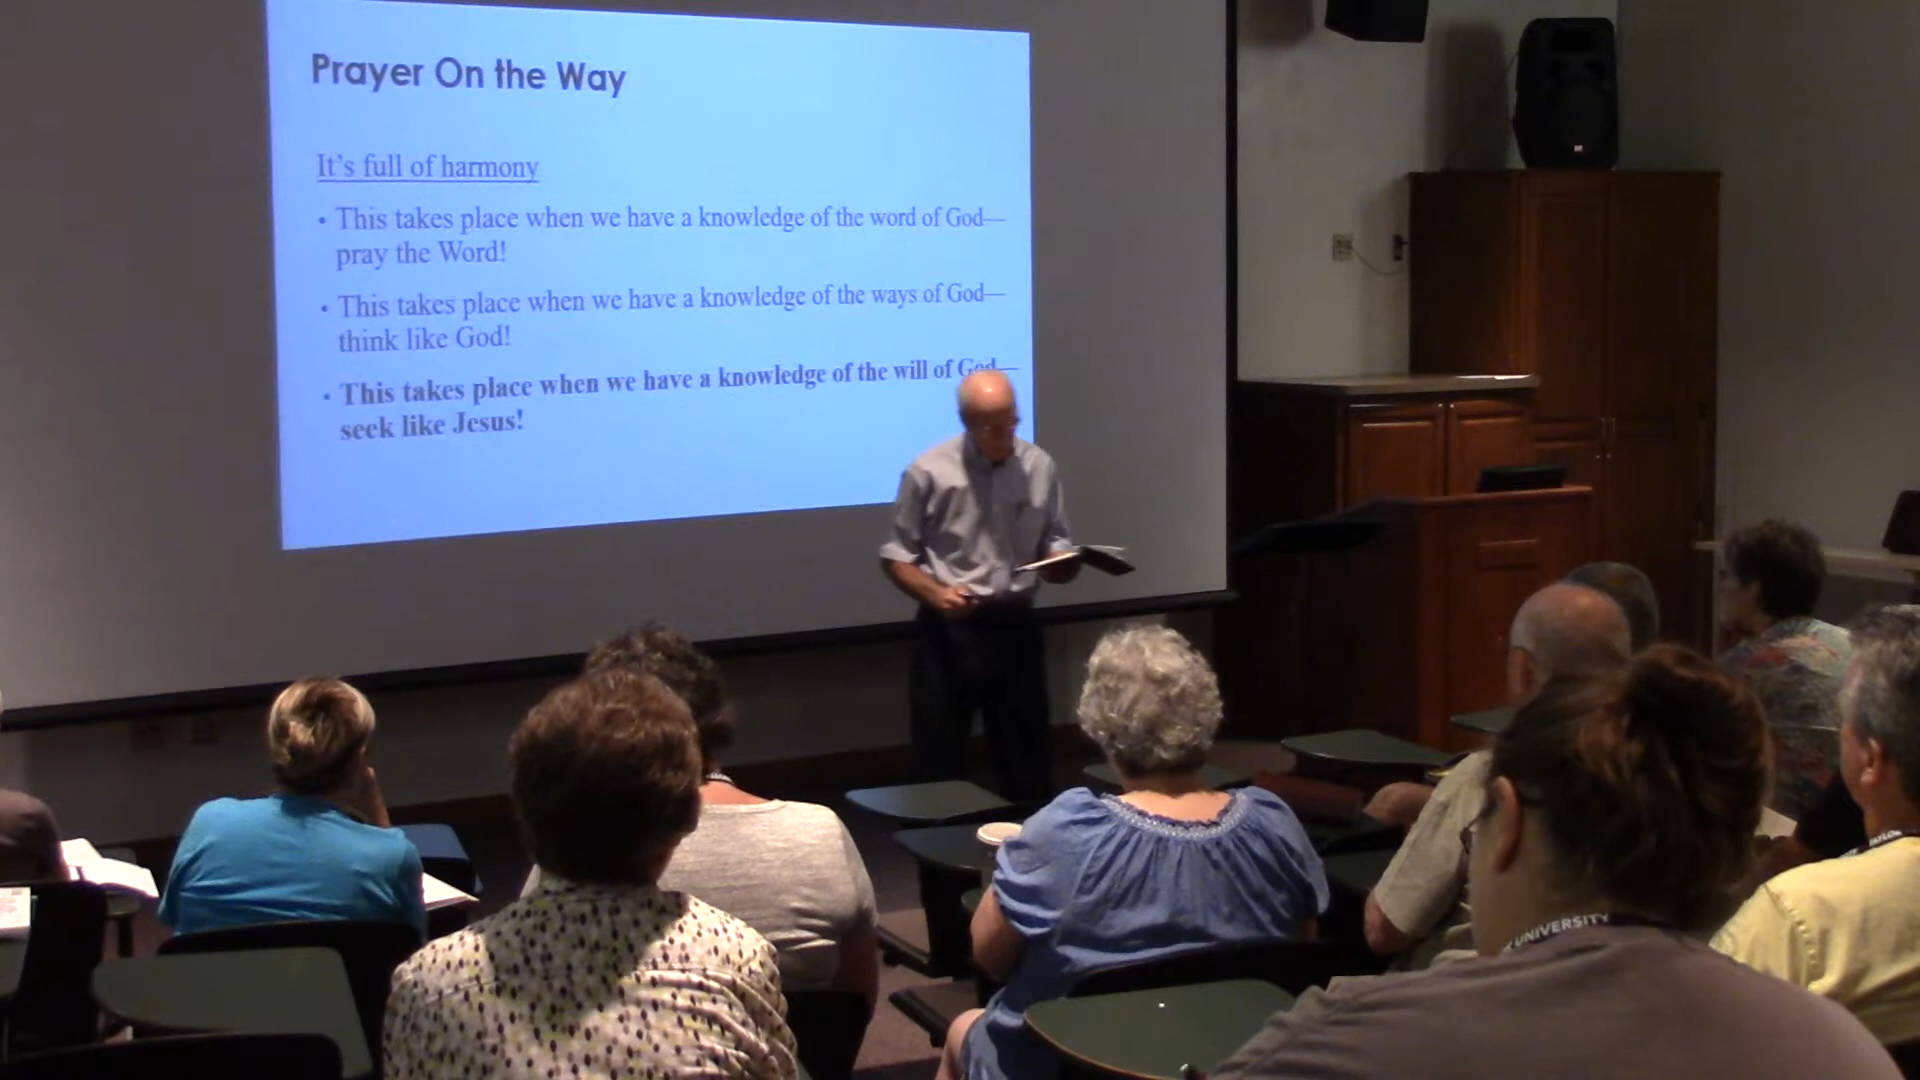 Prayer On the Way
It's full of harmony
• This takes place when we have a knowledge of the word of God—
pray the Word!
• This takes place when we have a knowledge of the ways of God—
think like God!
• This takes place when we have a knowledge of the will of God—
seek like Jesus!
UNIVERSITY
TAYLOR